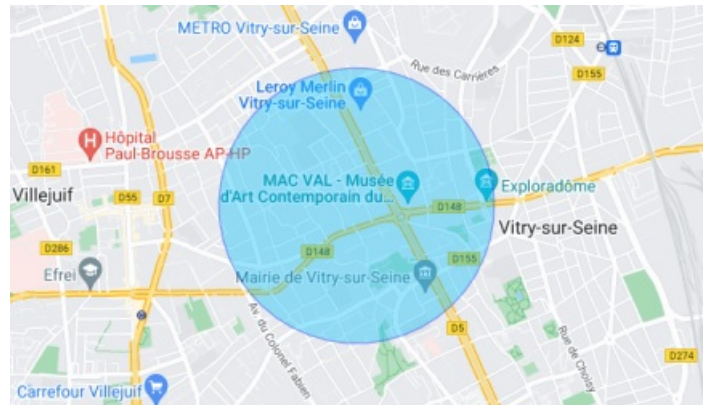 METRO Vitry-sur-Seine
D124
Rue des Carrières
D155
Leroy Merlin
Vitry-sur-Seine
H
Hôpital
Paul-Brousse AP-HP
D161
MAC VAL - Musée
d'Art Contemporain du...
Exploradôme
Villejuif
D55
D7
D148
Vitry-sur-Seine
D286
D148
D155
Efrei
Mairie de Vitry-sur-Seine
Av. du Colonel Fabien
D5
Rue de Choisy
D274
Carrefour Villejuif